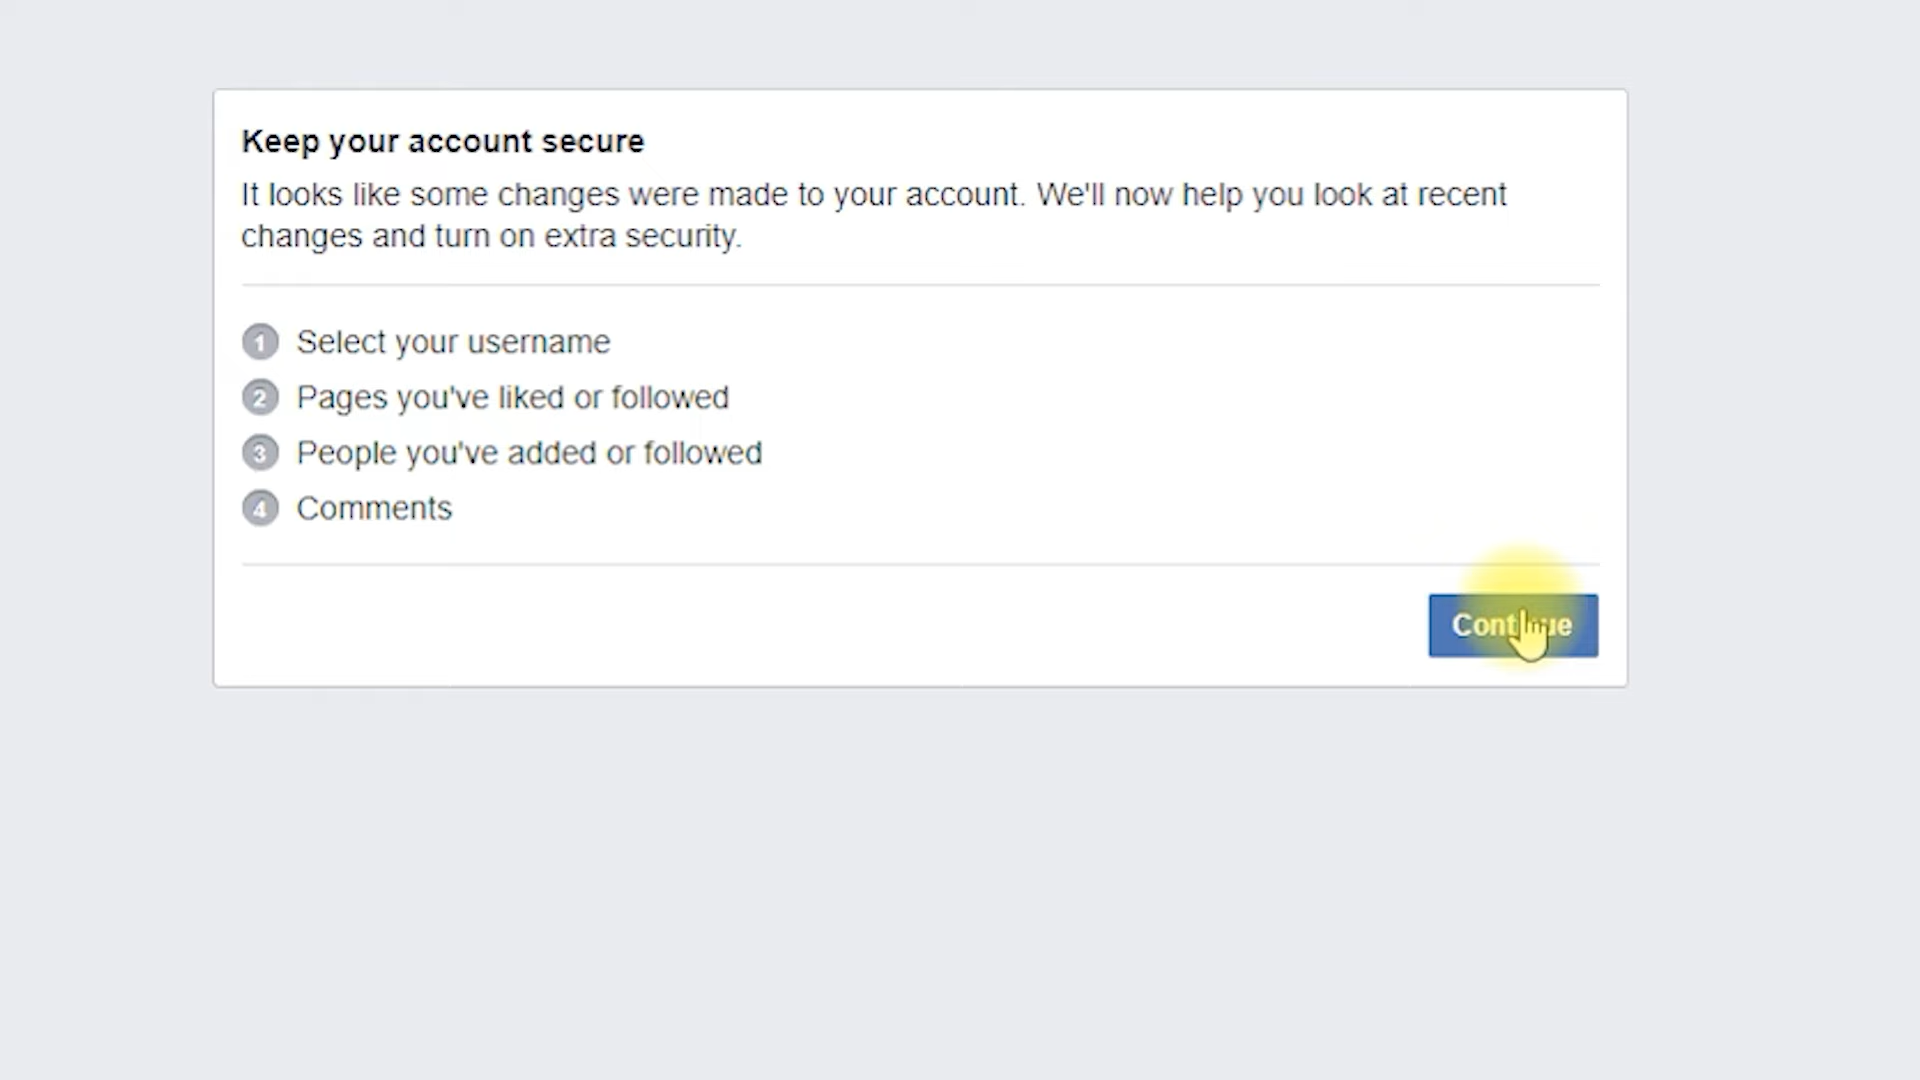 Keep your account secure
It looks like some changes were made to your account. We'll now help you look at recent
changes and turn on extra security.
1 Select your username
2 Pages you've liked or followed
3 People you've added or followed
4 Comments
Continue